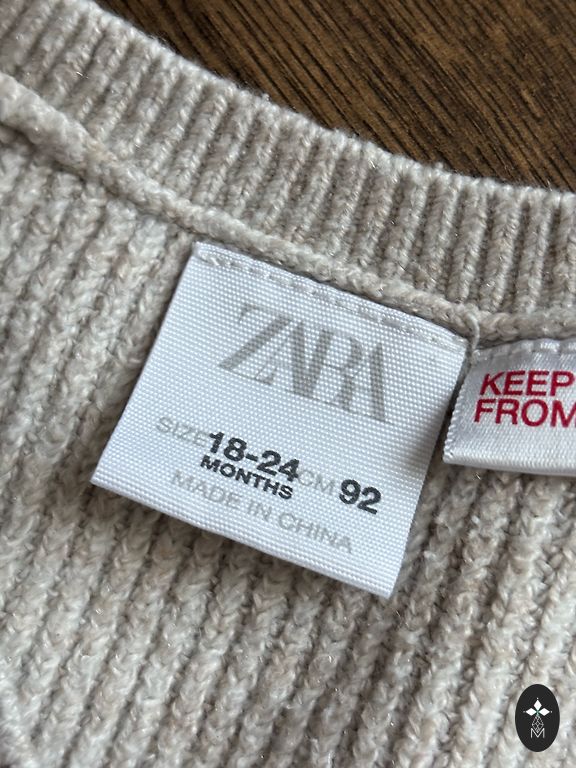 ZARA
SIZE 18-24 CM 92
MONTHS
MADE IN CHINA
KEEP
FROM
M